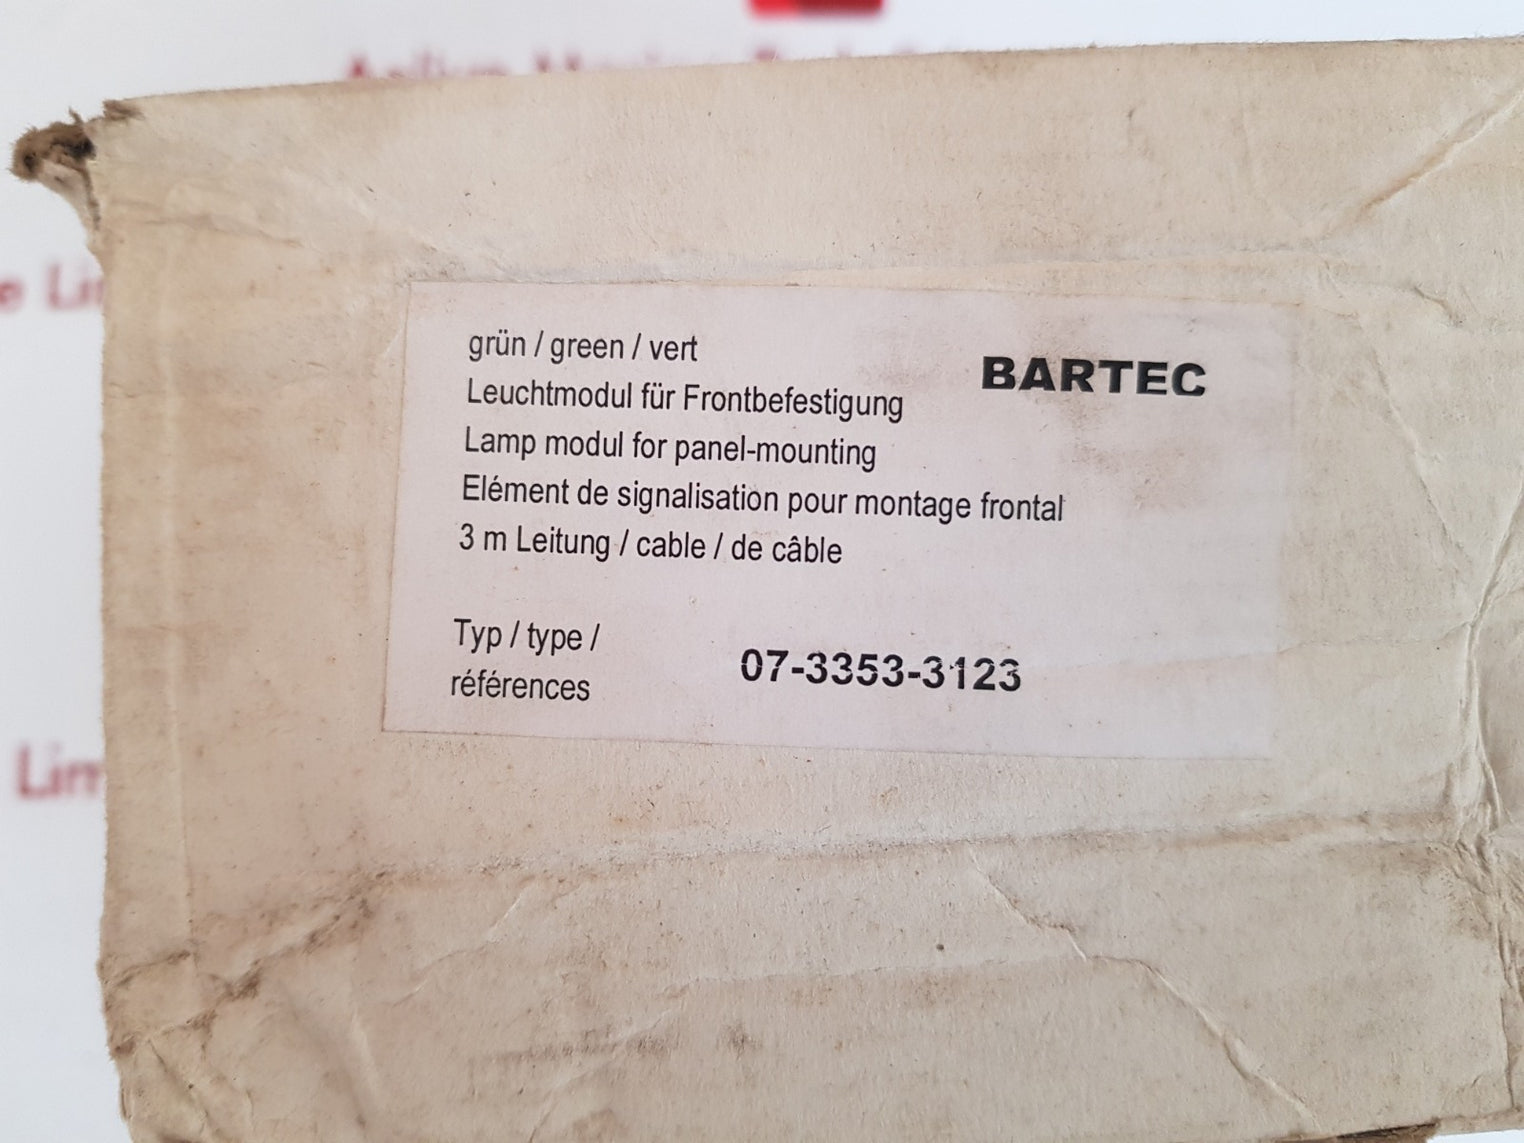 grün / green / vert
BARTEC
Leuchtmodul für Frontbefestigung
Lamp modul for panel-mounting
Elément de signalisation pour montage frontal
3 m Leitung / cable / de câble
Typ / type /
références
07-3353-3123